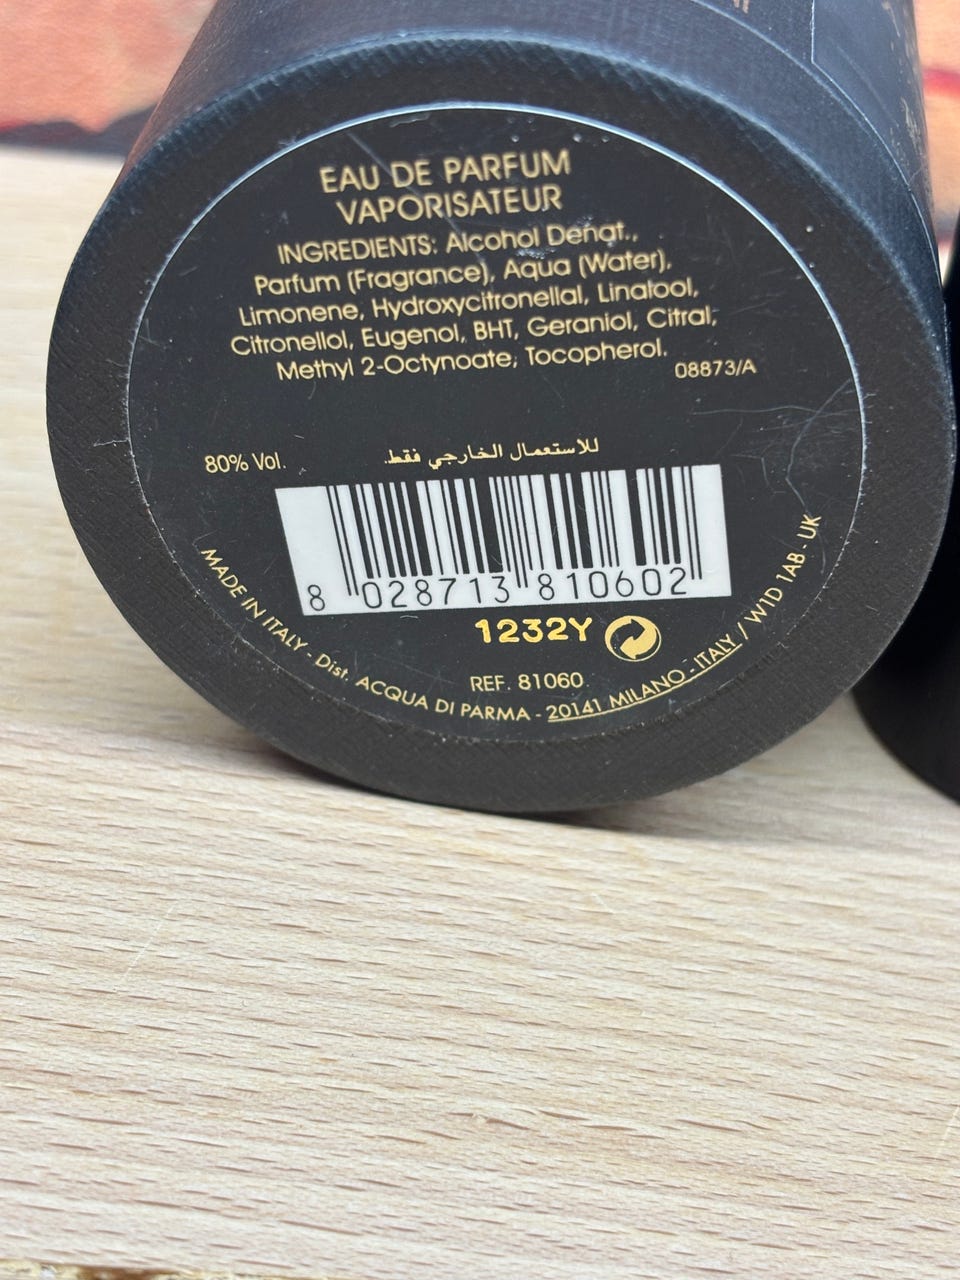 EAU DE PARFUM
VAPORISATEUR
INGREDIENTS: Alcohol Denat.,
Parfum (Fragrance), Aqua (Water),
Limonene, Hydroxycitronellal, Linalool,
Citronellol, Eugenol, BHT, Geraniol, Citral,
Methyl 2-Octynoate, Tocopherol.
08873/A
80% Vol.
للاستعمال الخارجي فقط.
8 028713 810602
1232Y
REF. 81060
MADE IN ITALY - Dist. ACQUA DI PARMA - 20141 MILANO - ITALY / W1D 1AB - UK